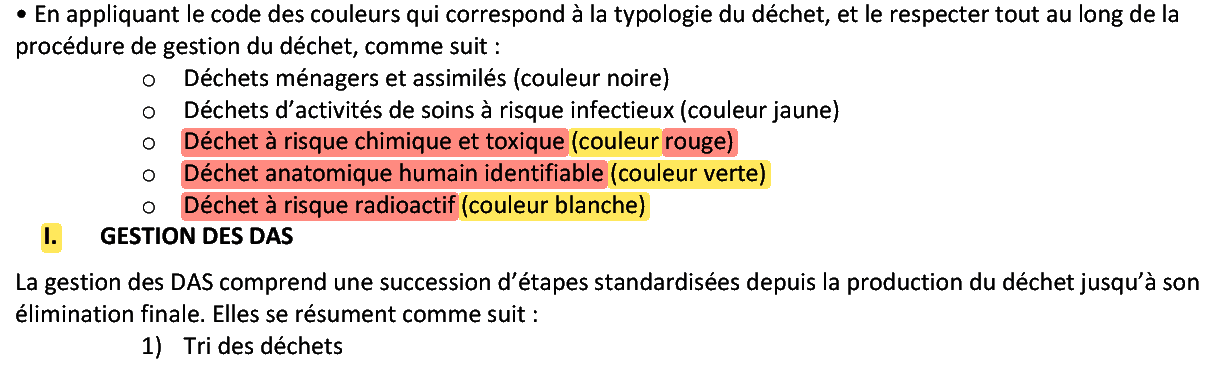 • En appliquant le code des couleurs qui correspond à la typologie du déchet, et le respecter tout au long de la
procédure de gestion du déchet, comme suit :
o Déchets ménagers et assimilés (couleur noire)
o Déchets d’activités de soins à risque infectieux (couleur jaune)
o Déchet à risque chimique et toxique (couleur rouge)
o Déchet anatomique humain identifiable (couleur verte)
o Déchet à risque radioactif (couleur blanche)
I. GESTION DES DAS
La gestion des DAS comprend une succession d’étapes standardisées depuis la production du déchet jusqu’à son
élimination finale. Elles se résument comme suit :
1) Tri des déchets